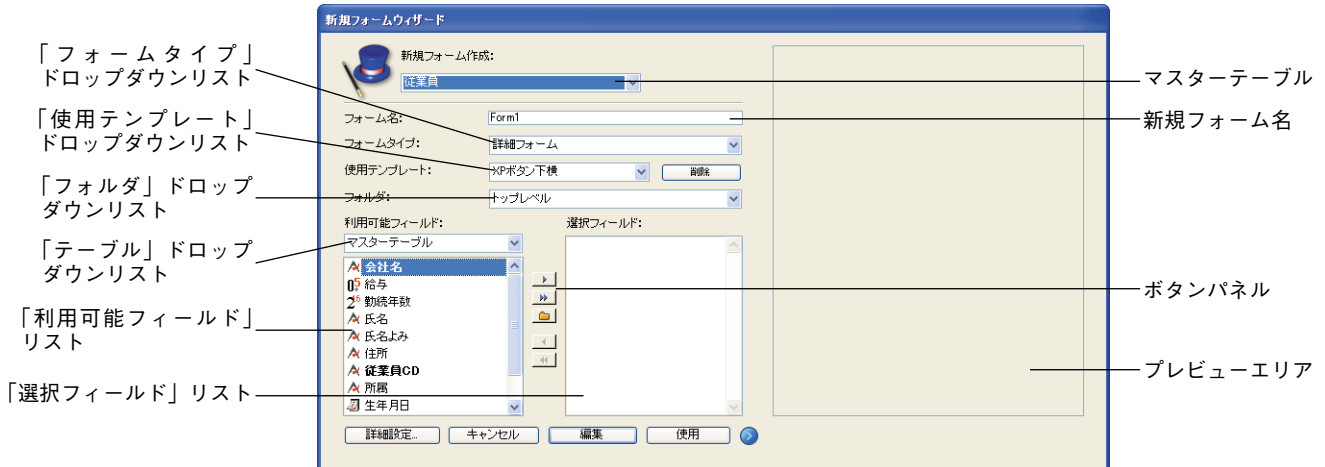 新規フォームウィザード
「フォームタイプ」
ドロップダウンリスト
「使用テンプレート」
ドロップダウンリスト
「フォルダ」ドロップ
ダウンリスト
「テーブル」ドロップ
ダウンリスト
「利用可能フィールド」
リスト
「選択フィールド」リスト
新規フォーム作成:
従業員
フォーム名:
Form1
フォームタイプ:
詳細フォーム
使用テンプレート:
XPボタン下横
削除
フォルダ:
トップレベル
利用可能フィールド:
マスターテーブル
会社名
給与
勤続年数
氏名
氏名よみ
住所
従業員CD
所属
生年月日
選択フィールド:
詳細設定...
キャンセル
編集
使用
マスターテーブル
新規フォーム名
ボタンパネル
プレビューエリア